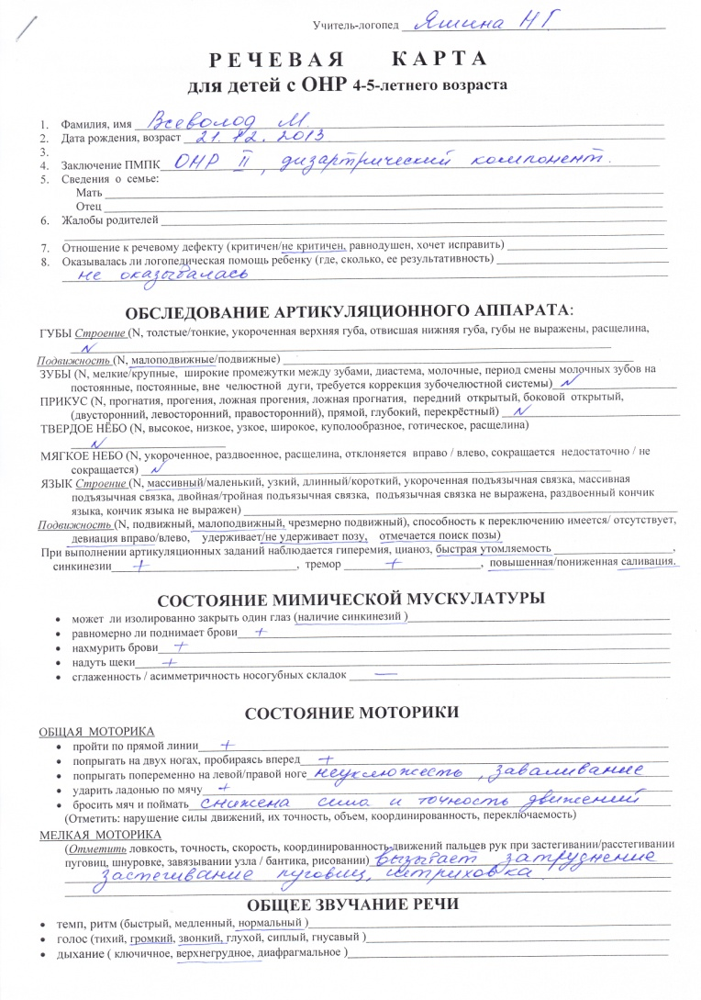 Учитель-логопед Яшина Н Г.
РЕЧЕВАЯ КАРТА
для детей с ОНР 4-5-летнего возраста
1. Фамилия, имя Всеволод М.
2. Дата рождения, возраст 21.12.2013
3.
4. Заключение ПМПК ОНР II, дизартрический компонент.
5. Сведения о семье:
Мать
Отец
6. Жалобы родителей
7. Отношение к речевому дефекту (критичен/не критичен, равнодушен, хочет исправить)
8. Оказывалась ли логопедическая помощь ребенку (где, сколько, ее результативность)
не оказывалась
ОБСЛЕДОВАНИЕ АРТИКУЛЯЦИОННОГО АППАРАТА:
ГУБЫ Строение (N, толстые/тонкие, укороченная верхняя губа, отвисшая нижняя губа, губы не выражены, расщелина,
N
Подвижность (N, малоподвижные/подвижные)
ЗУБЫ (N, мелкие/крупные, широкие промежутки между зубами, диастема, молочные, период смены молочных зубов на
постоянные, постоянные, вне челюстной дуги, требуется коррекция зубочелюстной системы) N
ПРИКУС (N, прогнатия, прогения, ложная прогения, ложная прогнатия, передний открытый, боковой открытый,
(двусторонний, левосторонний, правосторонний), прямой, глубокий, перекрёстный) N
ТВЕРДОЕ НЁБО (N, высокое, низкое, узкое, широкое, куполообразное, готическое, расщелина)
N
МЯГКОЕ НЕБО (N, укороченное, раздвоенное, расщелина, отклоняется вправо / влево, сокращается недостаточно / не
сокращается) N
ЯЗЫК Строение (N, массивный/маленький, узкий, длинный/короткий, укороченная подъязычная связка, массивная
подъязычная связка, двойная/тройная подъязычная связка, подъязычная связка не выражена, раздвоенный кончик
языка, кончик языка не выражен)
Подвижность (N, подвижный, малоподвижный, чрезмерно подвижный), способность к переключению имеется/ отсутствует,
девиация вправо/влево, удерживает/не удерживает позу, отмечается поиск позы)
При выполнении артикуляционных заданий наблюдается гиперемия, цианоз, быстрая утомляемость ,
синкинезии + , тремор + , повышенная/пониженная саливация.
СОСТОЯНИЕ МИМИЧЕСКОЙ МУСКУЛАТУРЫ
• может ли изолированно закрыть один глаз (наличие синкинезий )
• равномерно ли поднимает брови +
• нахмурить брови +
• надуть щеки +
• сглаженность / асимметричность носогубных складок —
СОСТОЯНИЕ МОТОРИКИ
ОБЩАЯ МОТОРИКА
• пройти по прямой линии +
• попрыгать на двух ногах, пробираясь вперед +
• попрыгать попеременно на левой/правой ноге неуклюжесть, заваливание
• ударить ладонью по мячу +
• бросить мяч и поймать снижена сила и точность движений
(Отметить: нарушение силы движений, их точность, объем, координированность, переключаемость)
МЕЛКАЯ МОТОРИКА
(Отметить ловкость, точность, скорость, координированность движений пальцев рук при застегивании/расстегивании
пуговиц, шнуровке, завязывании узла / бантика, рисовании) вызывает затруднение
застегивание пуговиц, штриховка.
ОБЩЕЕ ЗВУЧАНИЕ РЕЧИ
• темп, ритм (быстрый, медленный, нормальный )
• голос (тихий, громкий, звонкий, глухой, сиплый, гнусавый )
• дыхание ( ключичное, верхнегрудное, диафрагмальное )